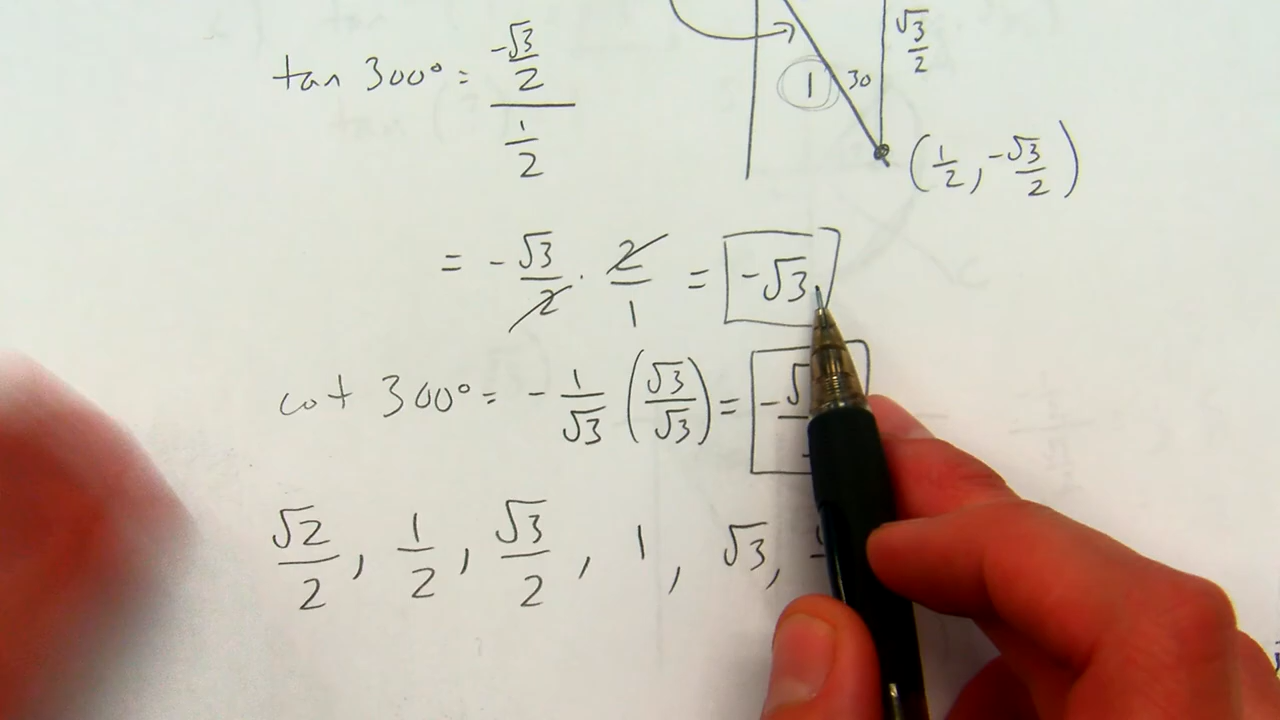 tan 300° = (-√3/2)/(1/2)
√3/2
1 30
(1/2, -√3/2)
= -√3/2 · 2/1 = -√3
cot 300° = -1/√3 (√3/√3) = -√
√2/2, 1/2, √3/2, 1, √3,